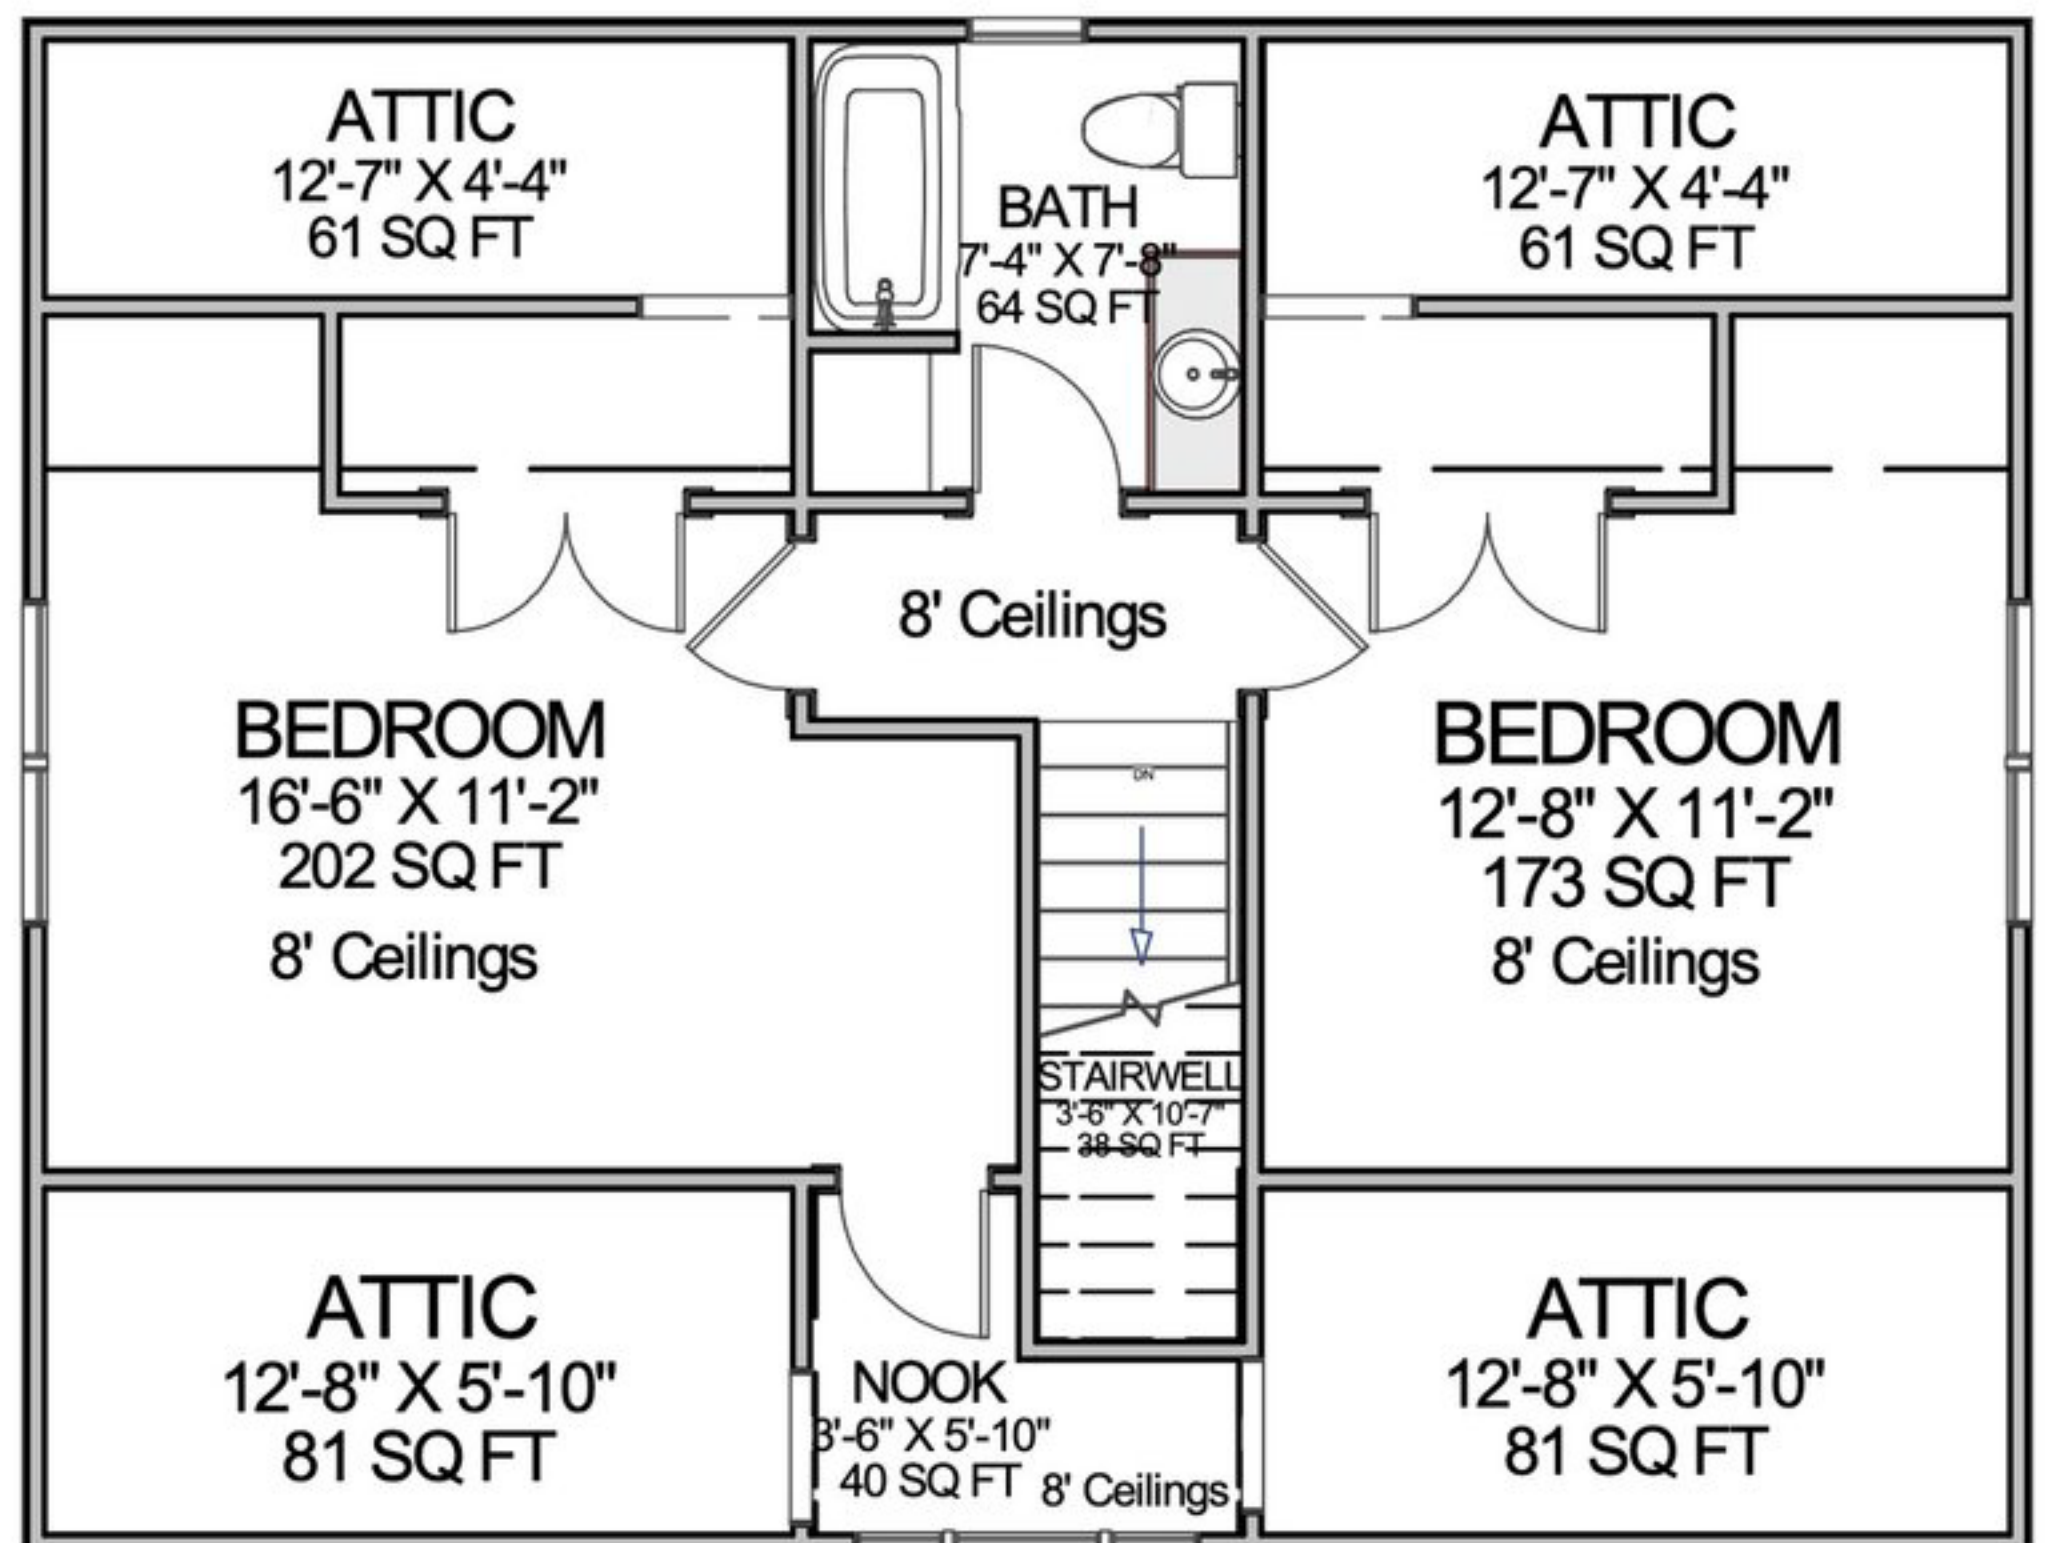 ATTIC
12'-7" X 4'-4"
61 SQ FT
BATH
7'-4" X 7'-8"
64 SQ FT
ATTIC
12'-7" X 4'-4"
61 SQ FT
8' Ceilings
BEDROOM
16'-6" X 11'-2"
202 SQ FT
8' Ceilings
DN
BEDROOM
12'-8" X 11'-2"
173 SQ FT
8' Ceilings
STAIRWELL
3'-6" X 10'-7"
38 SQ FT
ATTIC
12'-8" X 5'-10"
81 SQ FT
NOOK
3'-6" X 5'-10"
40 SQ FT
8' Ceilings
ATTIC
12'-8" X 5'-10"
81 SQ FT